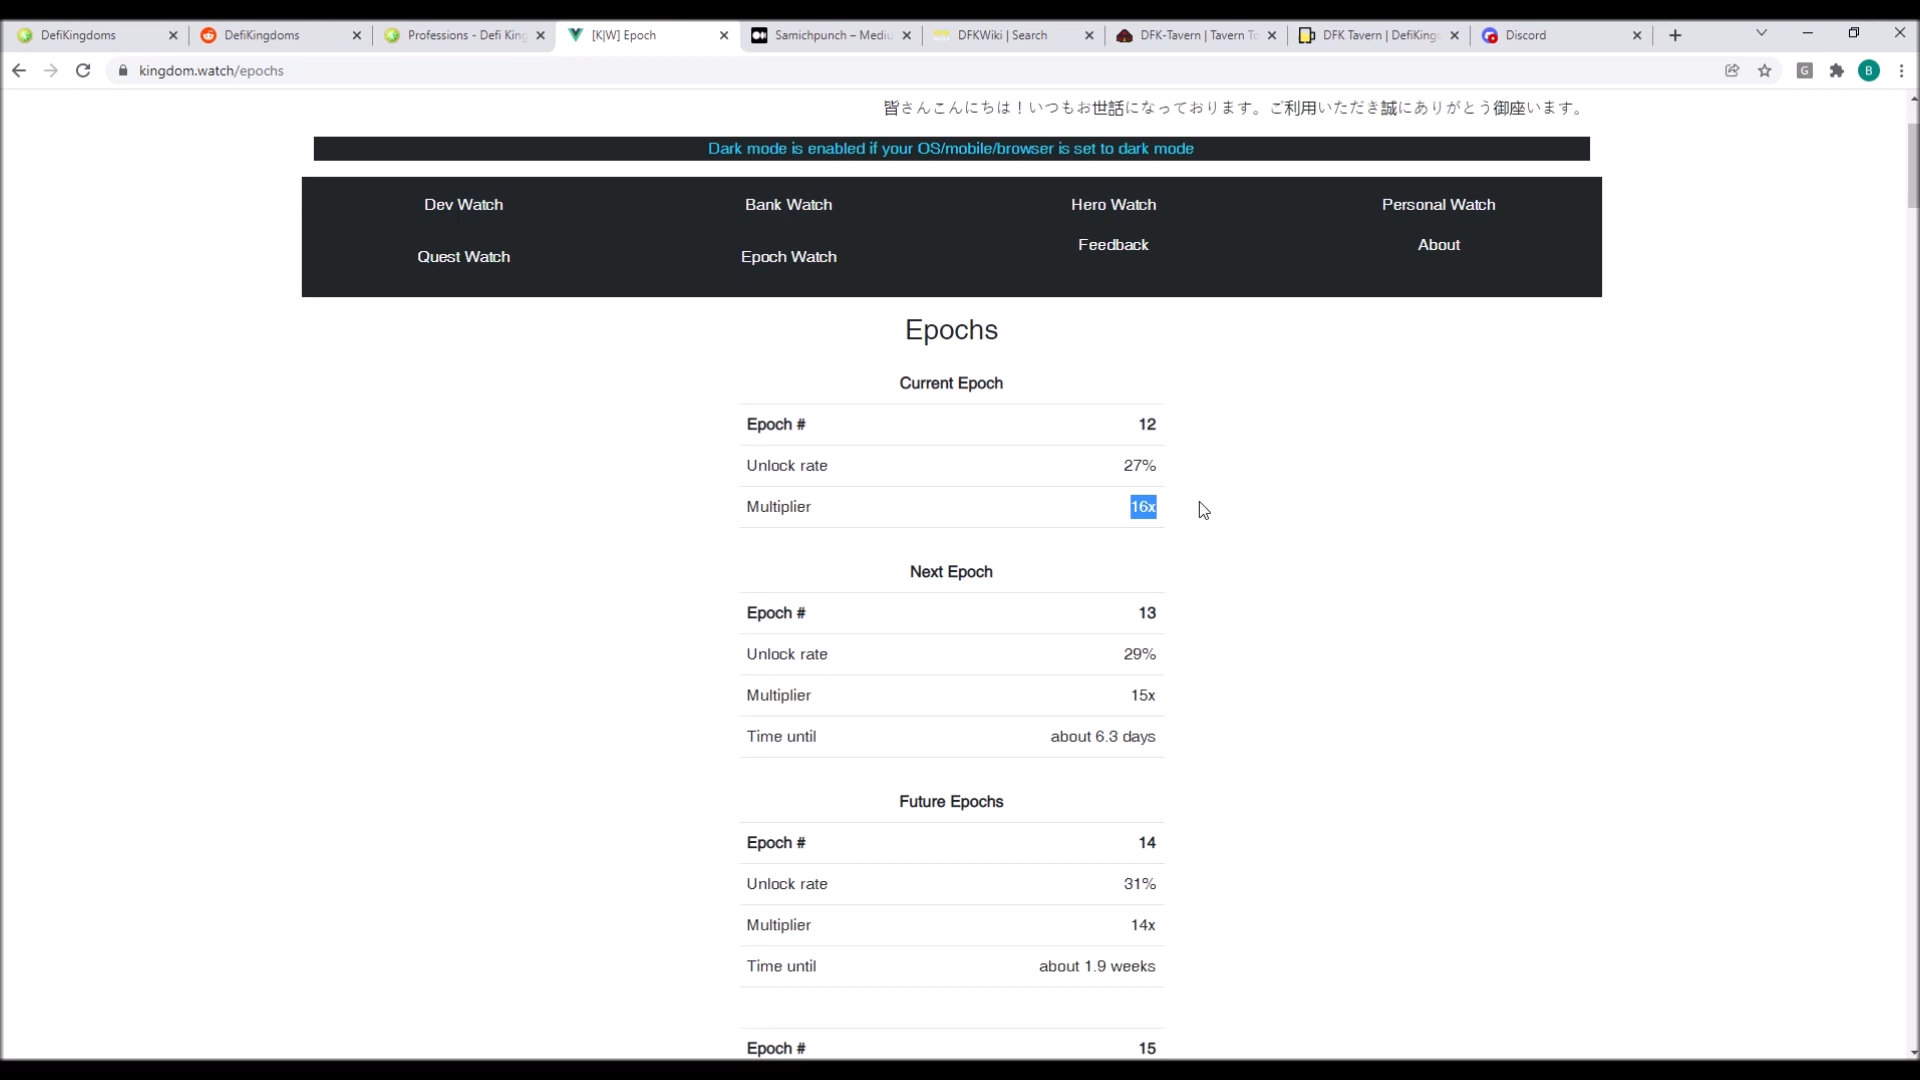 DefiKingdoms
DefiKingdoms
Professions - Defi King
[K|W] Epoch
Samichpunch – Mediu
DFKWiki | Search
DFK-Tavern | Tavern To
DFK Tavern | DefiKingd
Discord
kingdom.watch/epochs
G
B
皆さんこんにちは！いつもお世話になっております。ご利用いただき誠にありがとう御座います。
Dark mode is enabled if your OS/mobile/browser is set to dark mode
Dev Watch Bank Watch Hero Watch Personal Watch
Quest Watch Epoch Watch Feedback About
Epochs
Current Epoch
Epoch # 12
Unlock rate 27%
Multiplier 16x
Next Epoch
Epoch # 13
Unlock rate 29%
Multiplier 15x
Time until about 6.3 days
Future Epochs
Epoch # 14
Unlock rate 31%
Multiplier 14x
Time until about 1.9 weeks
Epoch # 15